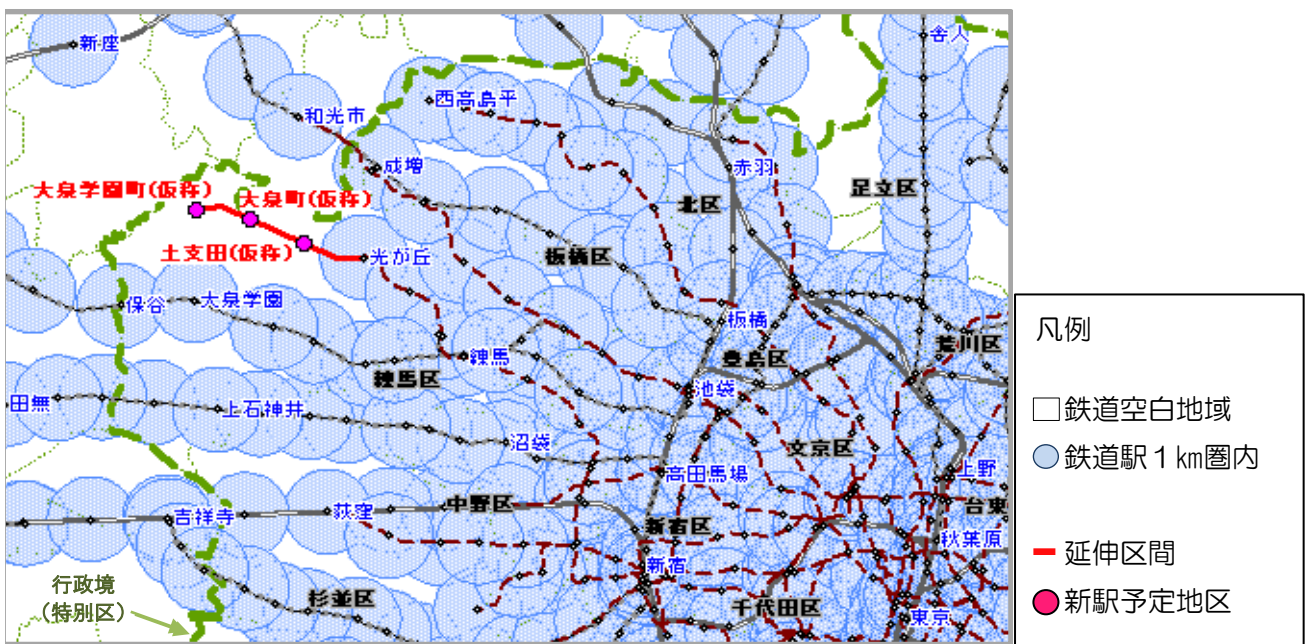 新座
舎人
西高島平
和光市
成増
赤羽
足立区
北区
大泉学園町(仮称)
大泉町(仮称)
土支田(仮称)
光が丘
板橋区
保谷
大泉学園
板橋
荒川区
豊島区
練馬
練馬区
池袋
田無
上石神井
沼袋
文京区
高田馬場
上野
台東
中野区
吉祥寺
荻窪
新宿区
秋葉原
新宿
行政境
(特別区)
杉並区
千代田区
東京
凡例
□鉄道空白地域
鉄道駅1km圏内
延伸区間
新駅予定地区